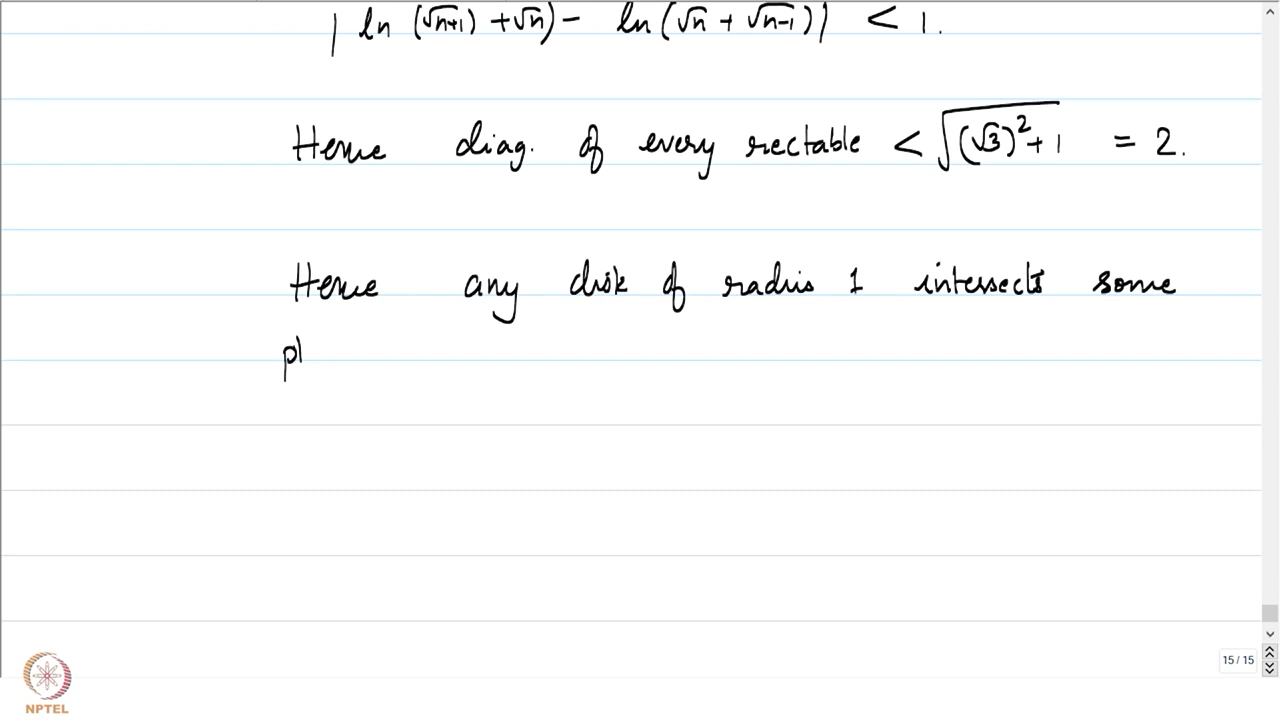 | ln (√n+1) + √n) – ln (√n + √n-1)) | < 1.
Hence diag. of every rectable < √(√3)² + 1 = 2.
Hence any disk of radius 1 intersects some
pl
15 / 15
NPTEL